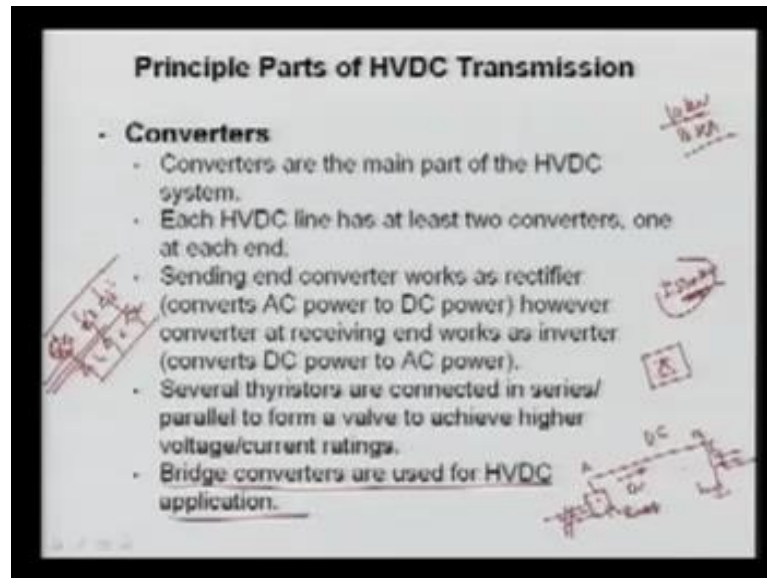 Principle Parts of HVDC Transmission
· Converters
· Converters are the main part of the HVDC
system.
· Each HVDC line has at least two converters, one
at each end.
· Sending end converter works as rectifier
(converts AC power to DC power) however
converter at receiving end works as inverter
(converts DC power to AC power).
· Several thyristors are connected in series/
parallel to form a valve to achieve higher
voltage/current ratings.
· Bridge converters are used for HVDC
application.
DC
A